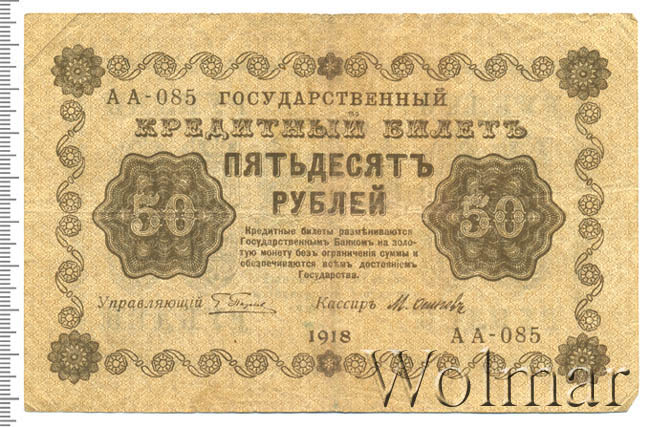 АА-085 ГОСУДАРСТВЕННЫЙ
КРЕДИТНЫЙ БИЛЕТЪ
ПЯТЬДЕСЯТЪ
РУБЛЕЙ
50
50
Кредитные билеты размѣниваются
Государственнымъ Банкомъ на золо-
тую монету безъ ограничения суммы и
обезпечиваются всѣмъ достояніемъ
Государства.
Управляющій
Кассиръ
1918
АА-085
Wolmar